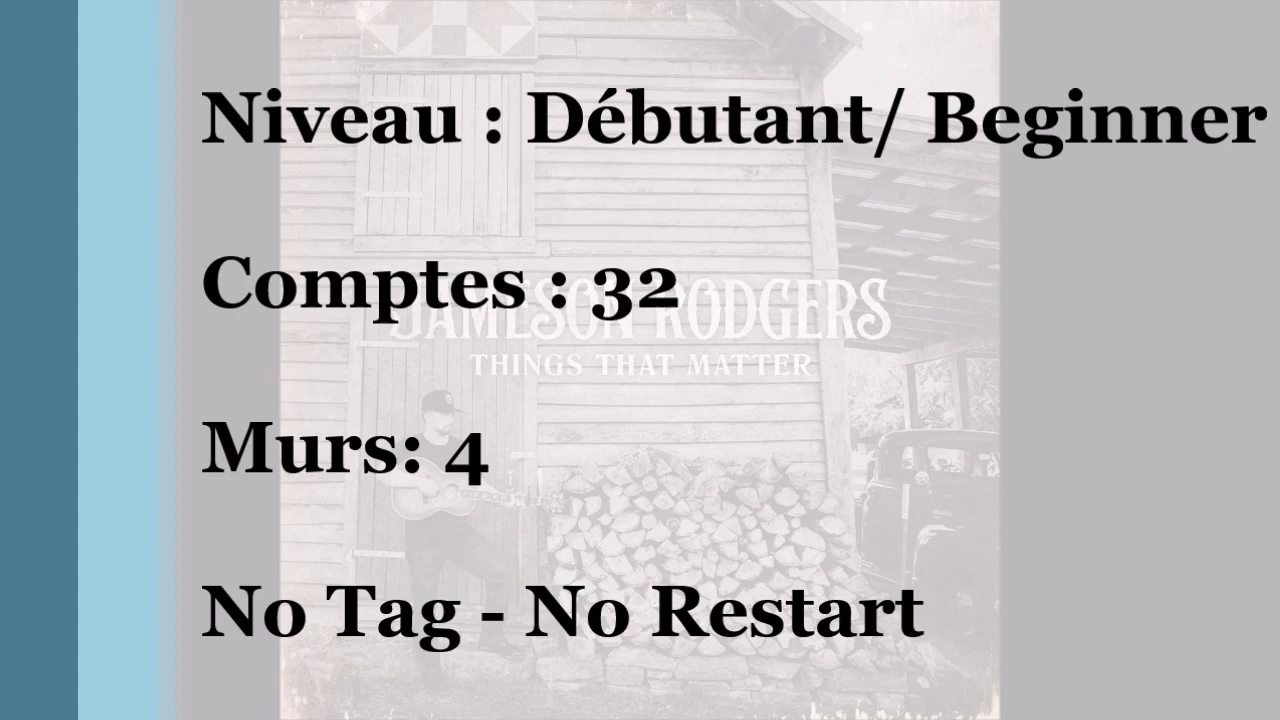 Niveau : Débutant/ Beginner
Comptes : 32
JAMESON RODGERS
THINGS THAT MATTER
Murs: 4
No Tag - No Restart